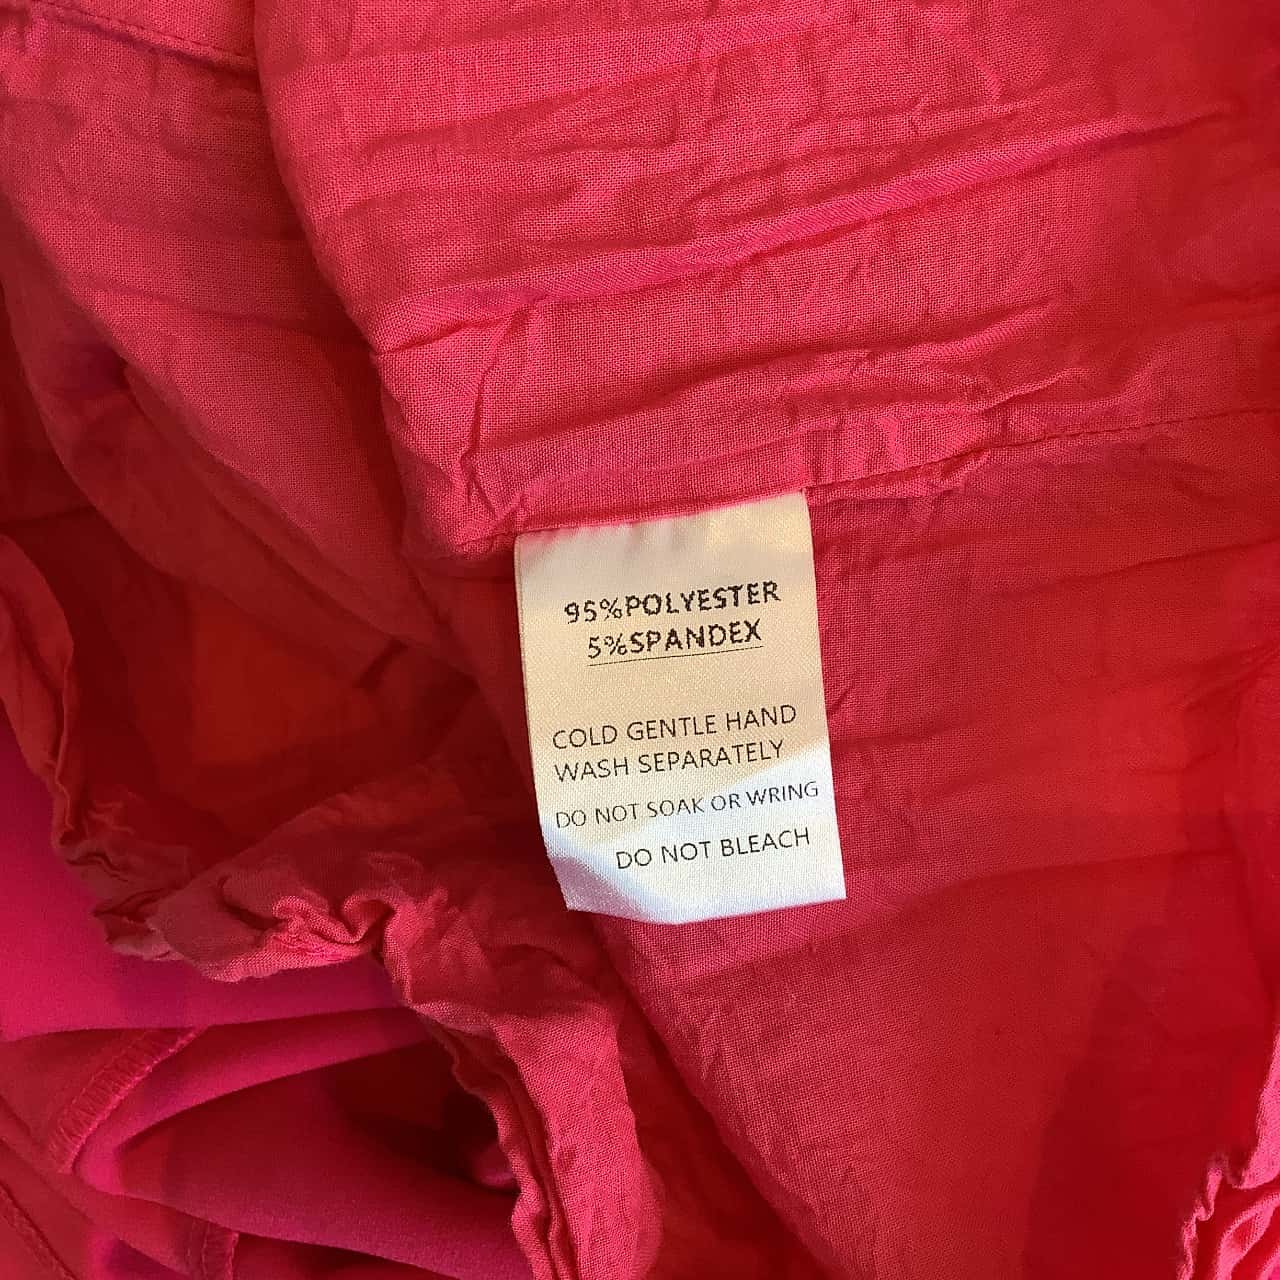 95%POLYESTER
5%SPANDEX
COLD GENTLE HAND
WASH SEPARATELY
DO NOT SOAK OR WRING
DO NOT BLEACH